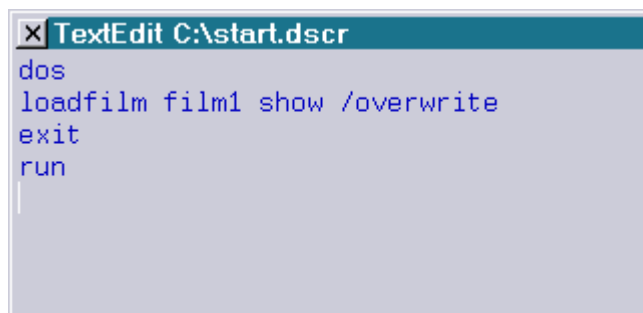 TextEdit C:\start.dscr
dos
loadfilm film1 show /overwrite
exit
run